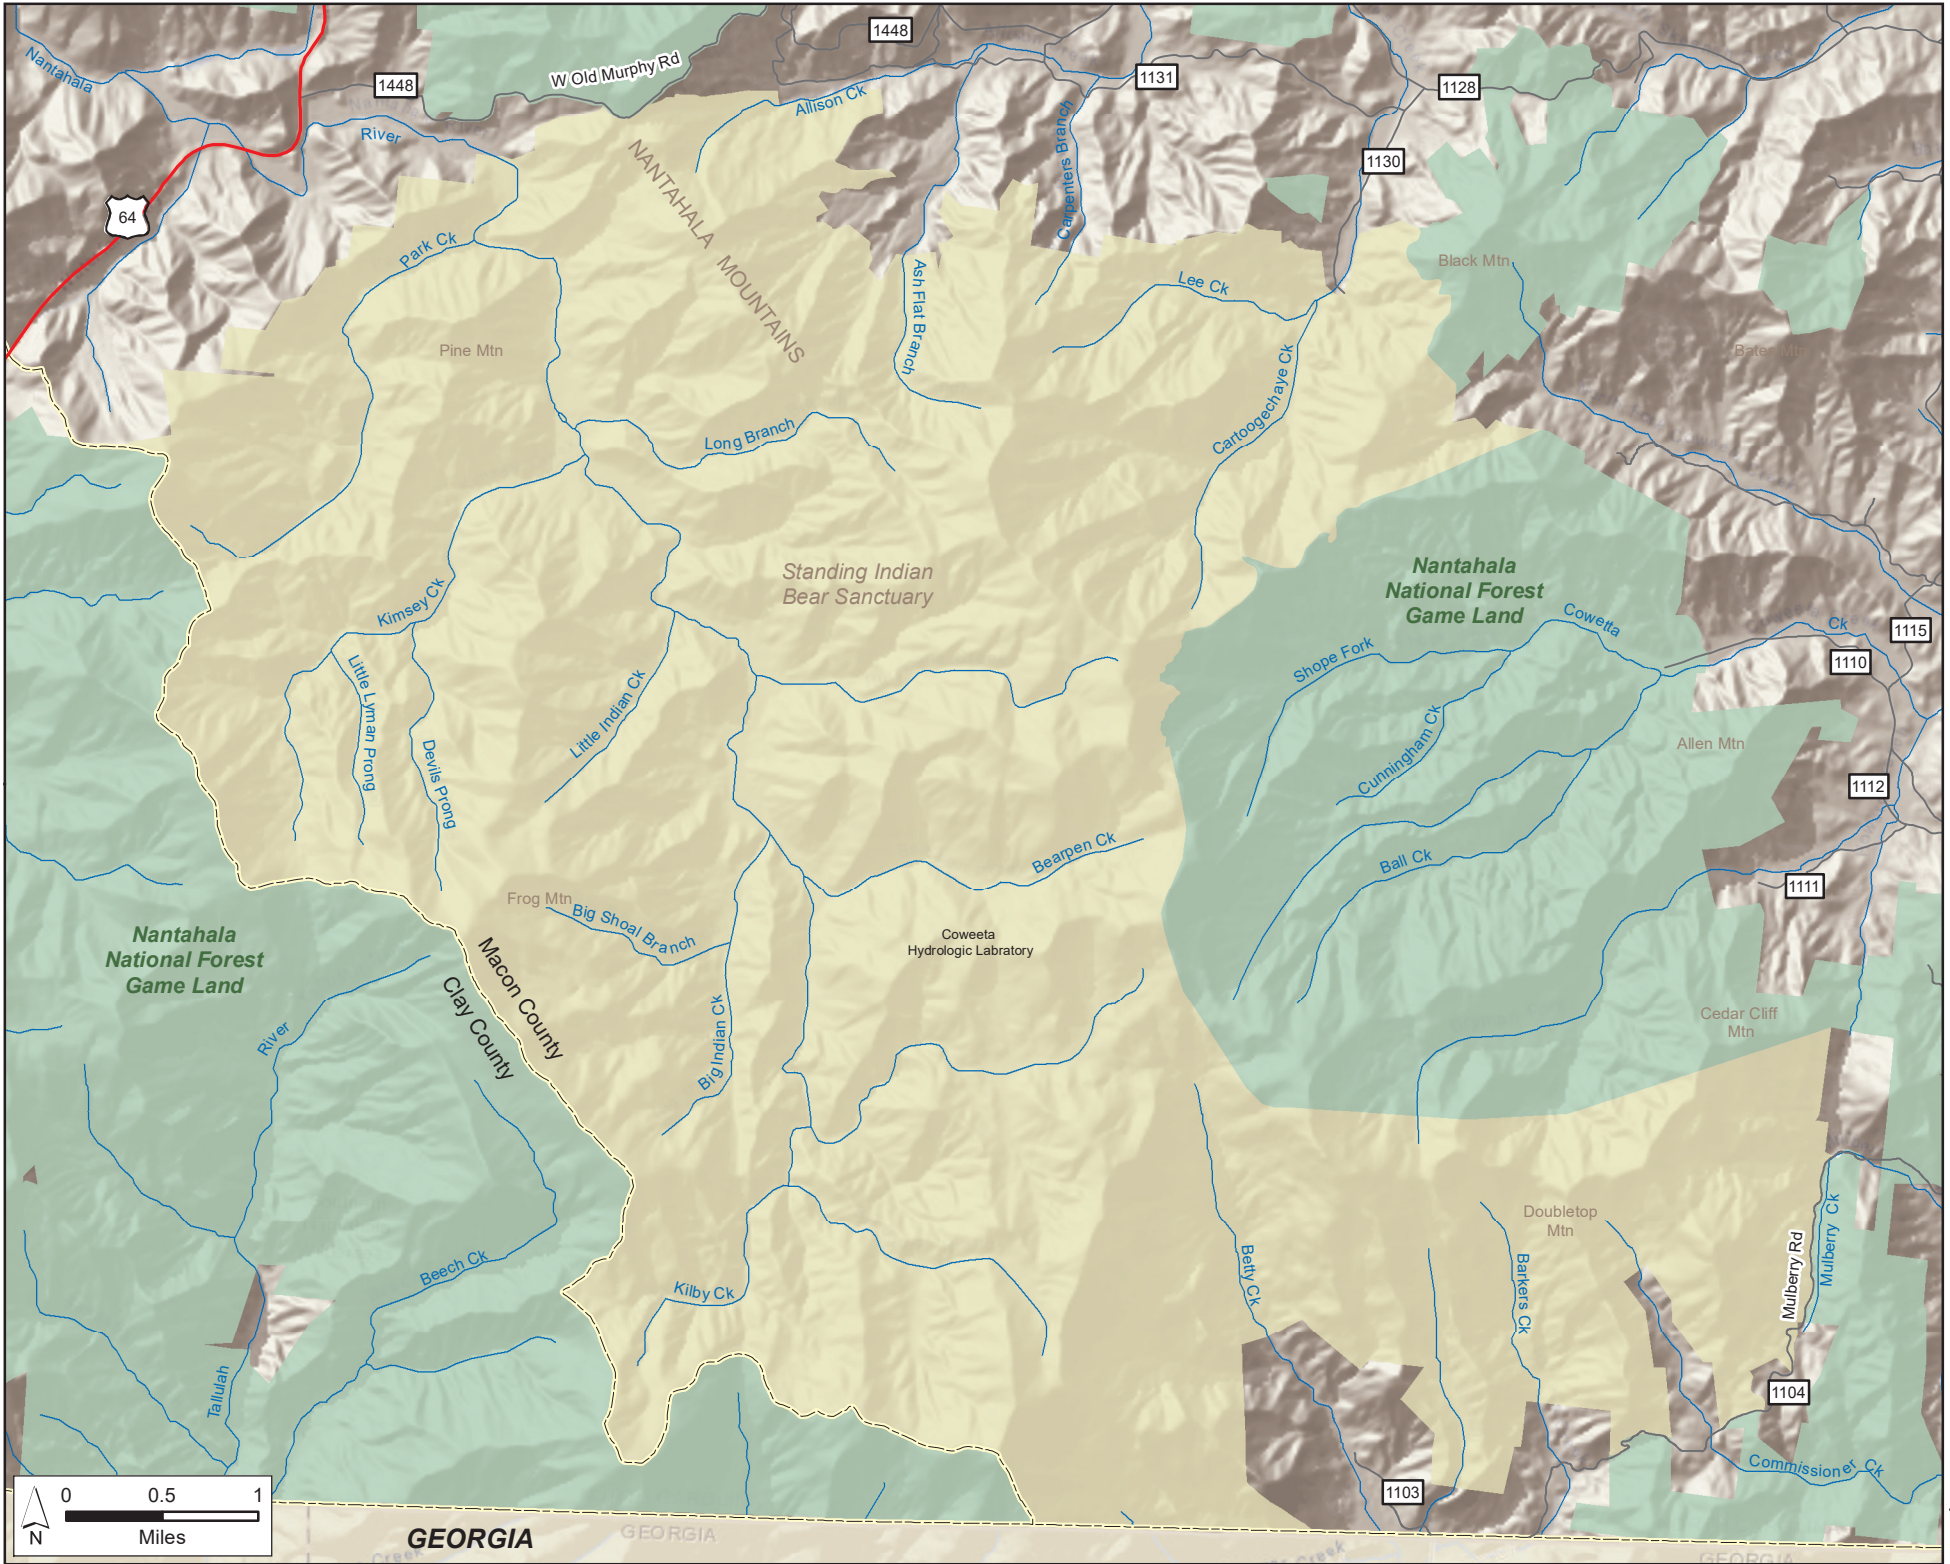 1448
W Old Murphy Rd
1448
1131
1128
Nantahala
River
Allison Ck
Carpenters Branch
1130
64
NANTAHALA MOUNTAINS
Park Ck
Ash Flat Branch
Lee Ck
Black Mtn
Pine Mtn
Bates Mtn
Cartoogechaye Ck
Long Branch
Standing Indian
Bear Sanctuary
Nantahala
National Forest
Game Land
Kimsey Ck
Cowetta
Ck
1115
Shope Fork
1110
Little Lyman Prong
Little Indian Ck
Devils Prong
Cunningham Ck
Allen Mtn
1112
Bearpen Ck
Ball Ck
1111
Frog Mtn
Big Shoal Branch
Coweeta
Hydrologic Labratory
Nantahala
National Forest
Game Land
Macon County
Clay County
River
Big Indian Ck
Cedar Cliff
Mtn
Doubletop
Mtn
Beech Ck
Kilby Ck
Betty Ck
Barkers Ck
Mulberry Rd
Mulberry Ck
Tallulah
1104
Commissioner Ck
1103
0 0.5 1
Miles
N
GEORGIA
GEORGIA
GEORGIA